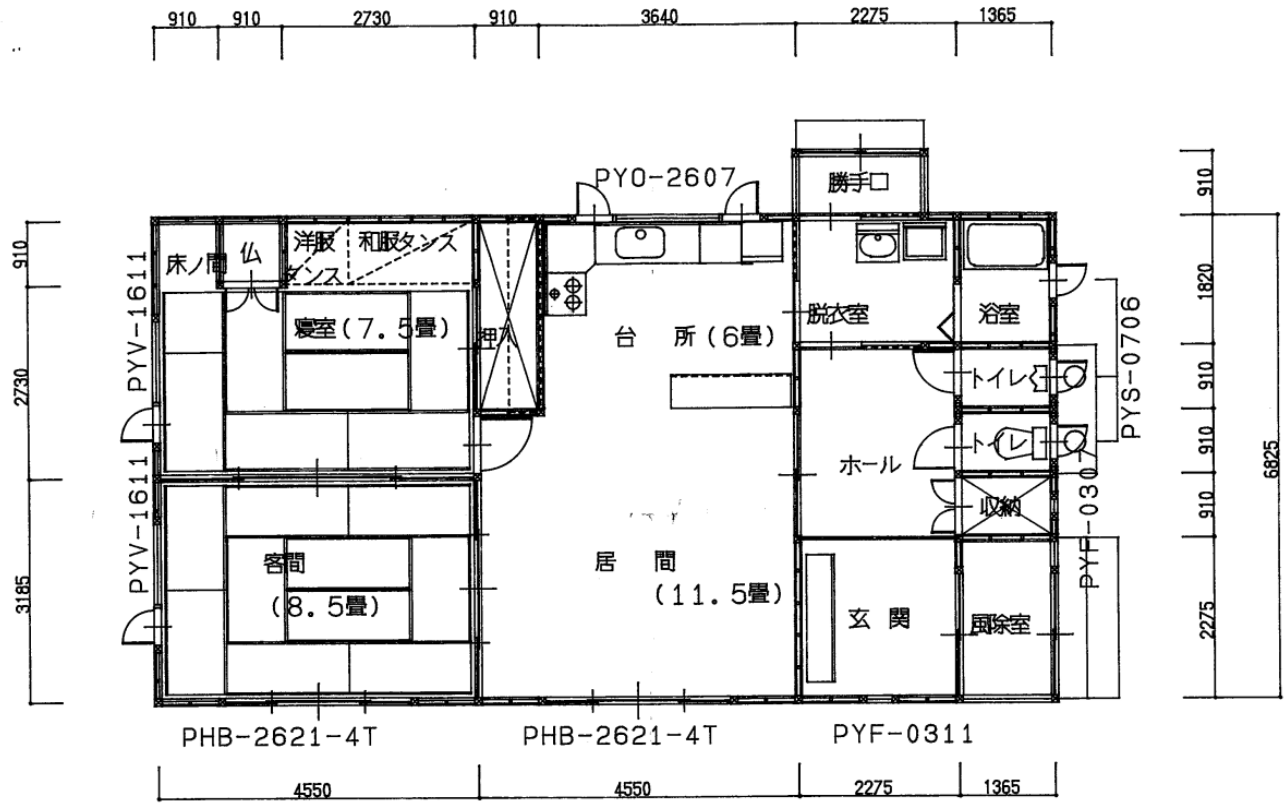 910 910 2730 910 3640 2275 1365
PYO-2607
勝手口
910
910
床ノ間
仏
洋服
タンス
和服タンス
PYV-1611
寝室(7.5畳)
押入
台 所(6畳)
脱衣室
浴室
1820
2730
トイレ
910
PYS-0706
トイレ
910
6825
ホール
収納
910
PYF-0307
PYV-1611
3185
客間
(8.5畳)
居 間
(11.5畳)
玄 関
風除室
2275
PHB-2621-4T
PHB-2621-4T
PYF-0311
4550 4550 2275 1365